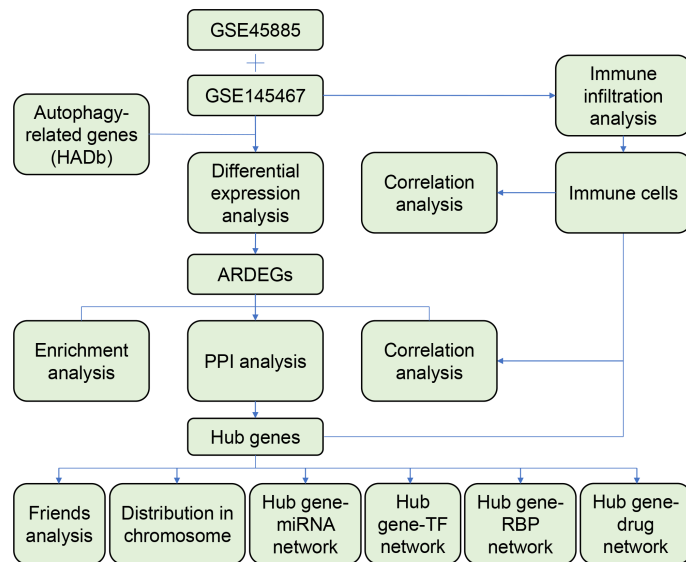 GSE45885
+
GSE145467
Immune
infiltration
analysis
Autophagy-
related genes
(HADb)
Differential
expression
analysis
Correlation
analysis
Immune cells
ARDEGs
Enrichment
analysis
PPI analysis
Correlation
analysis
Hub genes
Friends
analysis
Distribution in
chromosome
Hub gene-
miRNA
network
Hub
gene-TF
network
Hub gene-
RBP
network
Hub gene-
drug
network